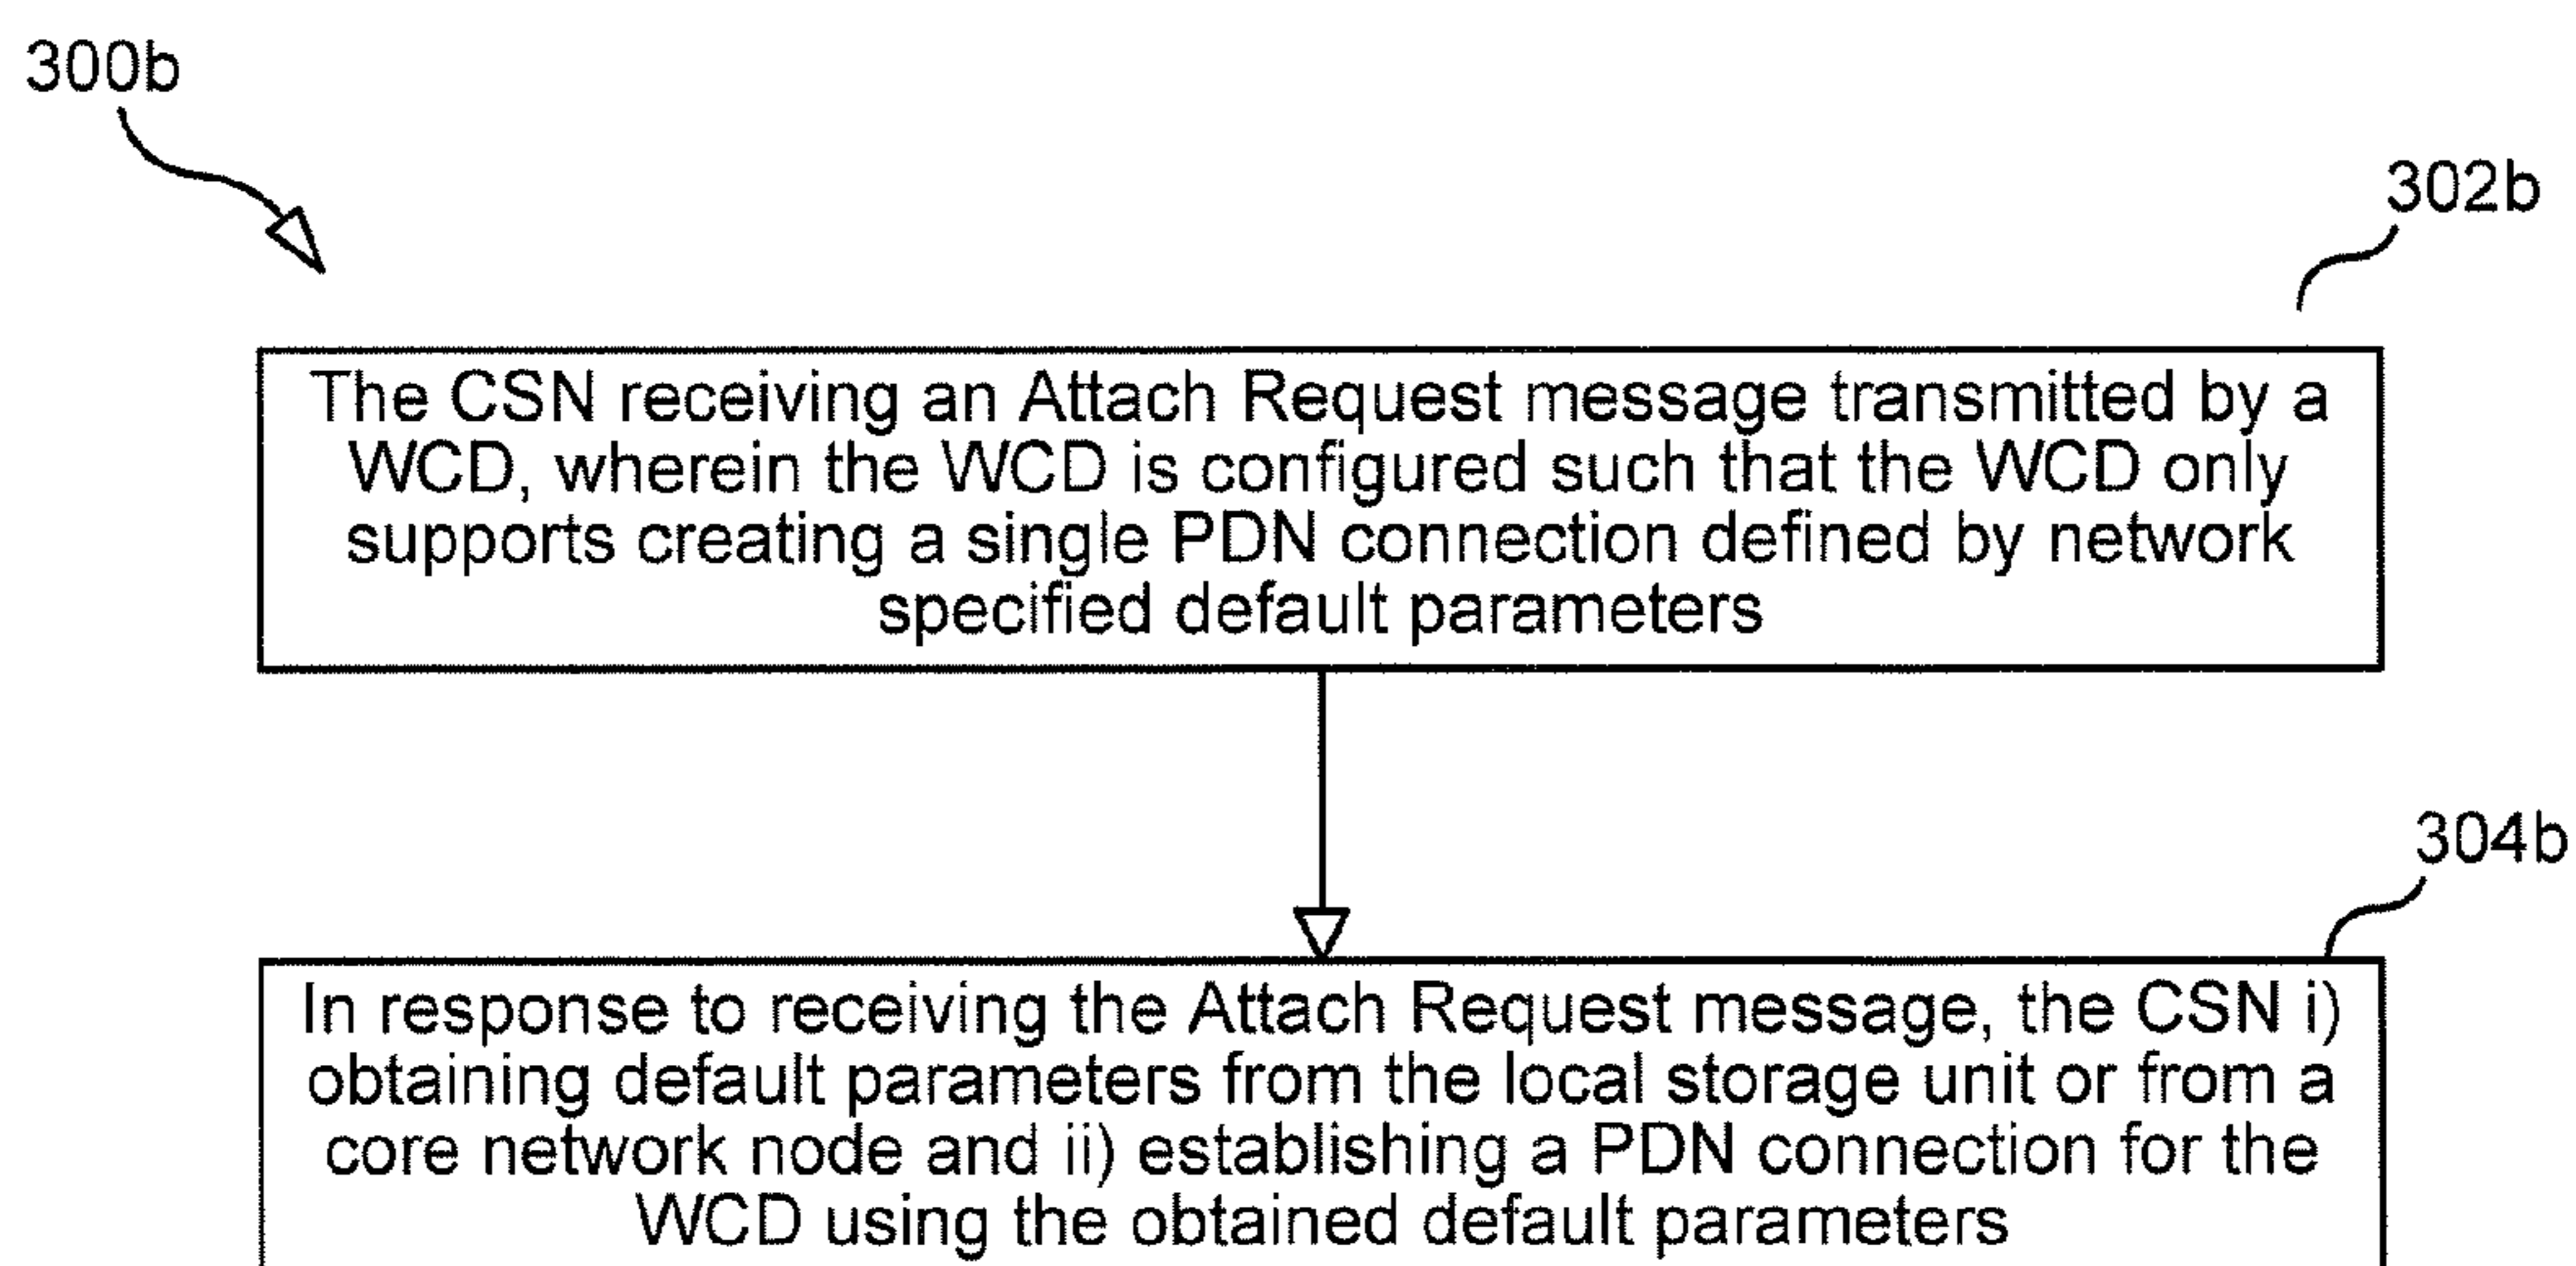 300b
302b
The CSN receiving an Attach Request message transmitted by a
WCD, wherein the WCD is configured such that the WCD only
supports creating a single PDN connection defined by network
specified default parameters
304b
In response to receiving the Attach Request message, the CSN i)
obtaining default parameters from the local storage unit or from a
core network node and ii) establishing a PDN connection for the
WCD using the obtained default parameters